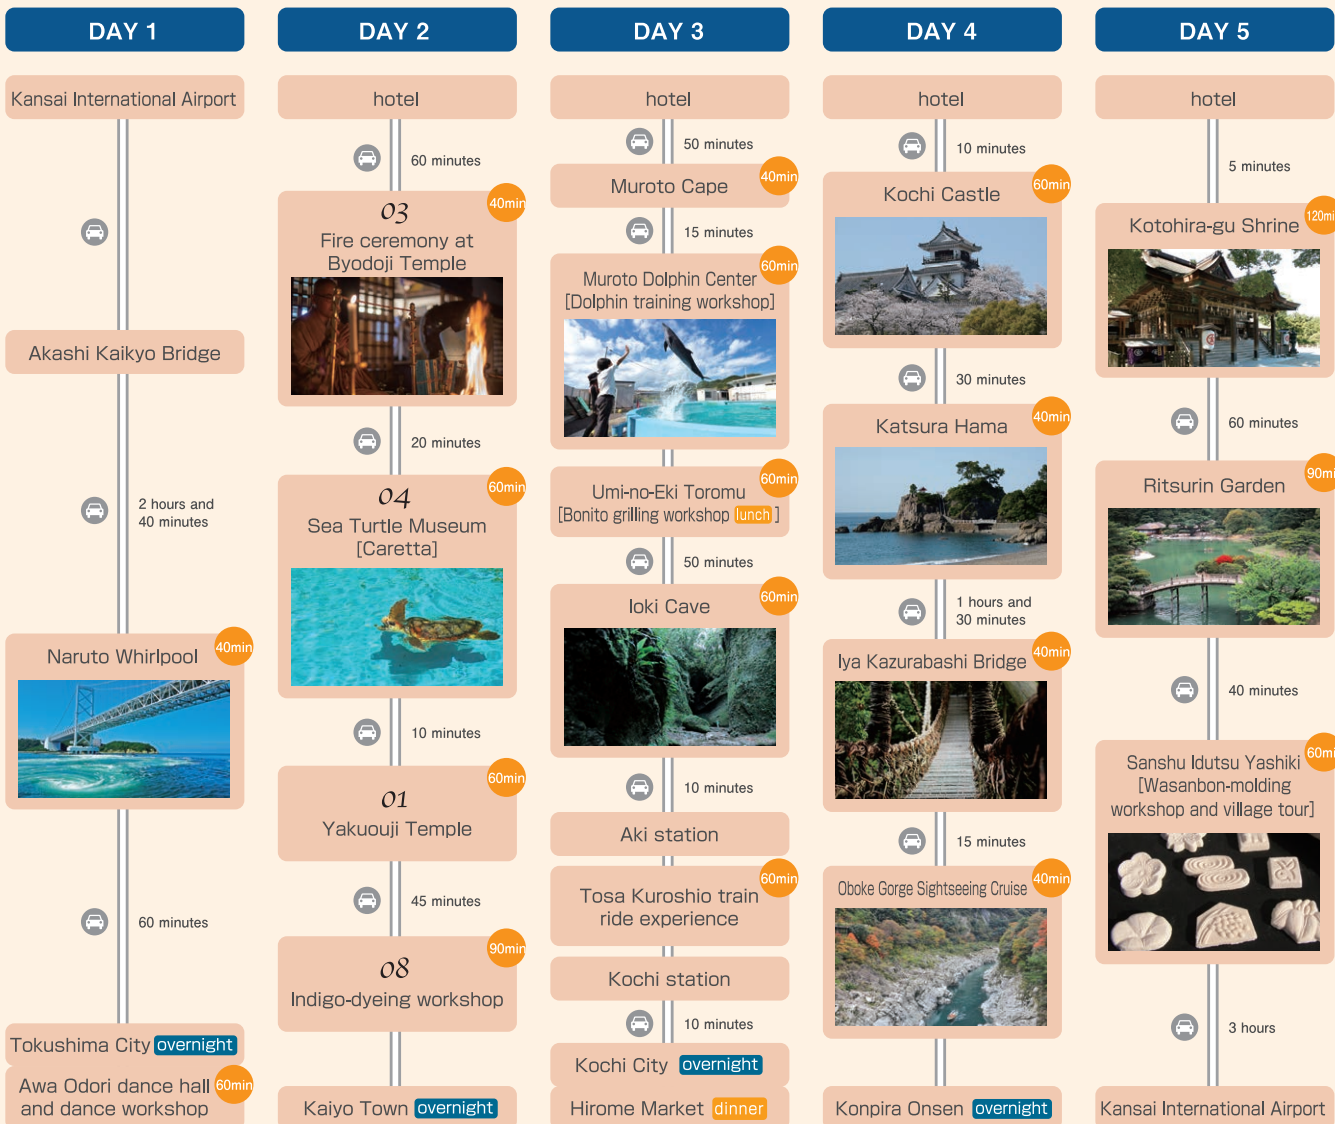 DAY 1
Kansai International Airport
Akashi Kaikyo Bridge
2 hours and
40 minutes
40min
Naruto Whirlpool
60 minutes
Tokushima City overnight
60min
Awa Odori dance hall
and dance workshop
DAY 2
hotel
60 minutes
40min
03
Fire ceremony at
Byodoji Temple
20 minutes
60min
04
Sea Turtle Museum
[Caretta]
10 minutes
60min
01
Yakuouji Temple
45 minutes
90min
08
Indigo-dyeing workshop
Kaiyo Town overnight
DAY 3
hotel
50 minutes
40min
Muroto Cape
15 minutes
60min
Muroto Dolphin Center
[Dolphin training workshop]
60min
Umi-no-Eki Toromu
[Bonito grilling workshop lunch]
50 minutes
60min
Ioki Cave
10 minutes
Aki station
60min
Tosa Kuroshio train
ride experience
Kochi station
10 minutes
Kochi City overnight
Hirome Market dinner
DAY 4
hotel
10 minutes
60min
Kochi Castle
30 minutes
40min
Katsura Hama
1 hours and
30 minutes
40min
Iya Kazurabashi Bridge
15 minutes
40min
Oboke Gorge Sightseeing Cruise
Konpira Onsen overnight
DAY 5
hotel
5 minutes
120mi
Kotohira-gu Shrine
60 minutes
90mi
Ritsurin Garden
40 minutes
60mi
Sanshu Idutsu Yashiki
[Wasanbon-molding
workshop and village tour]
3 hours
Kansai International Airport